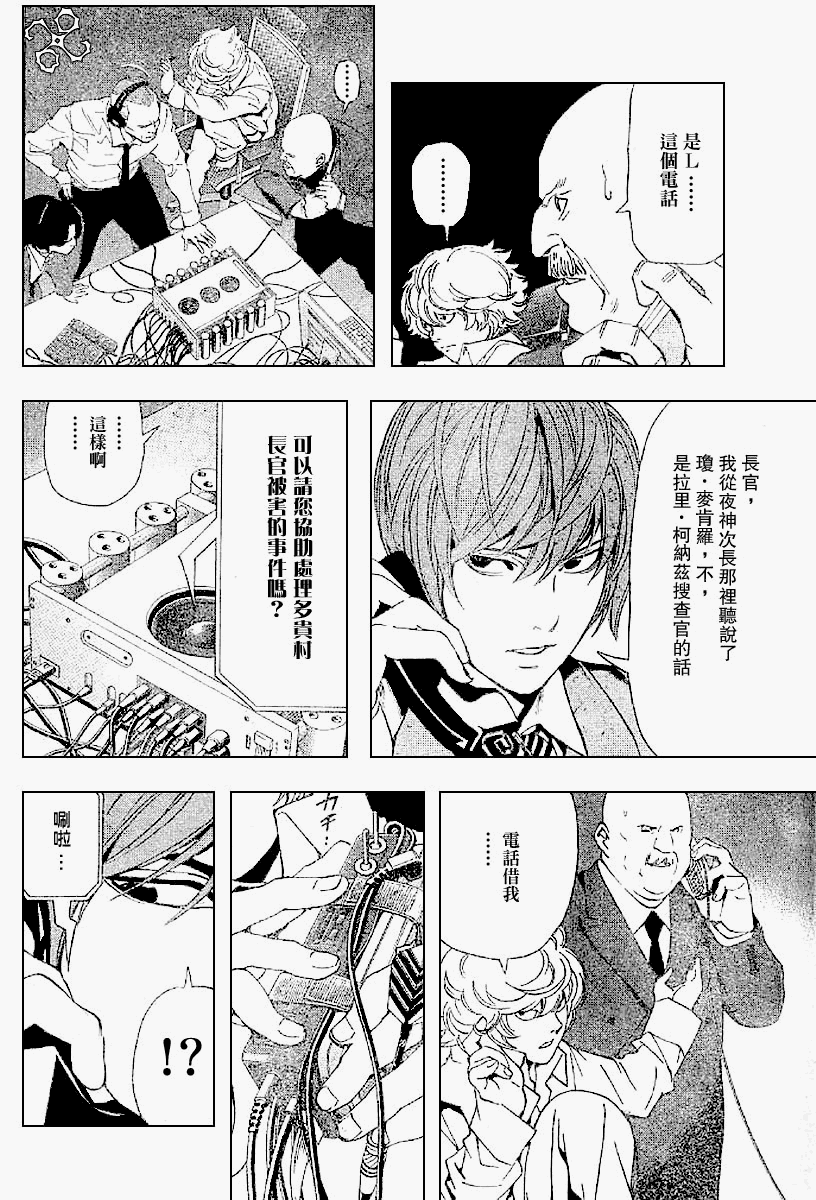 是L……
這個電話
……
……
長官，
我從夜神次長那裡聽說了
瓊・麥肯羅，不，
是拉里・柯納茲搜查官的話
可以請您協助處理多貴村
長官被害的事件嗎？
……
這樣啊
……
電話借我
……
カチ…
唰啦…
!?